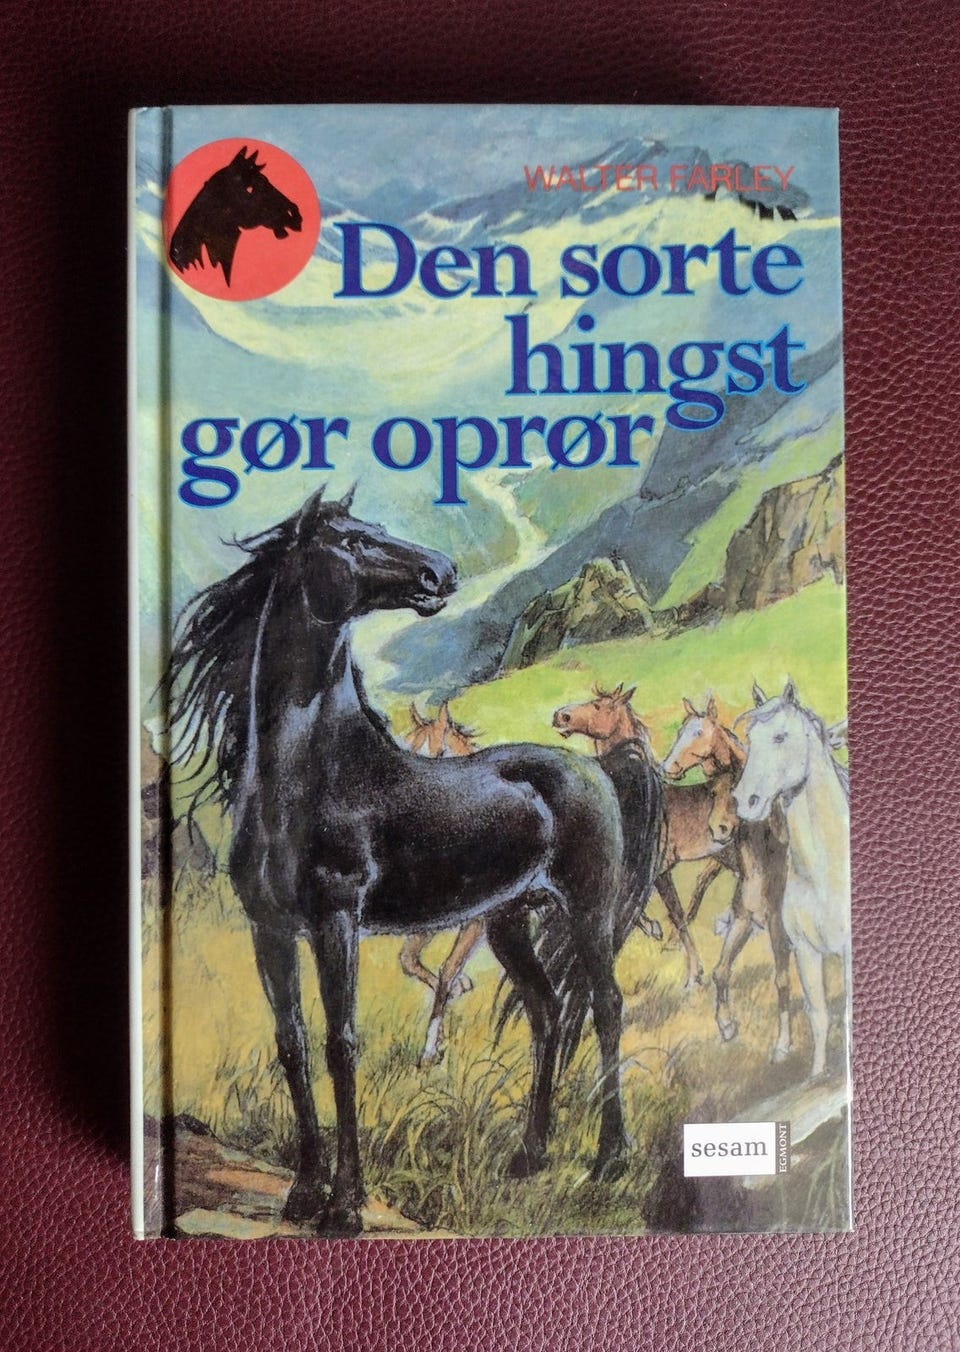 WALTER FARLEY
Den sorte
hingst
gør oprør
sesam
EGMONT